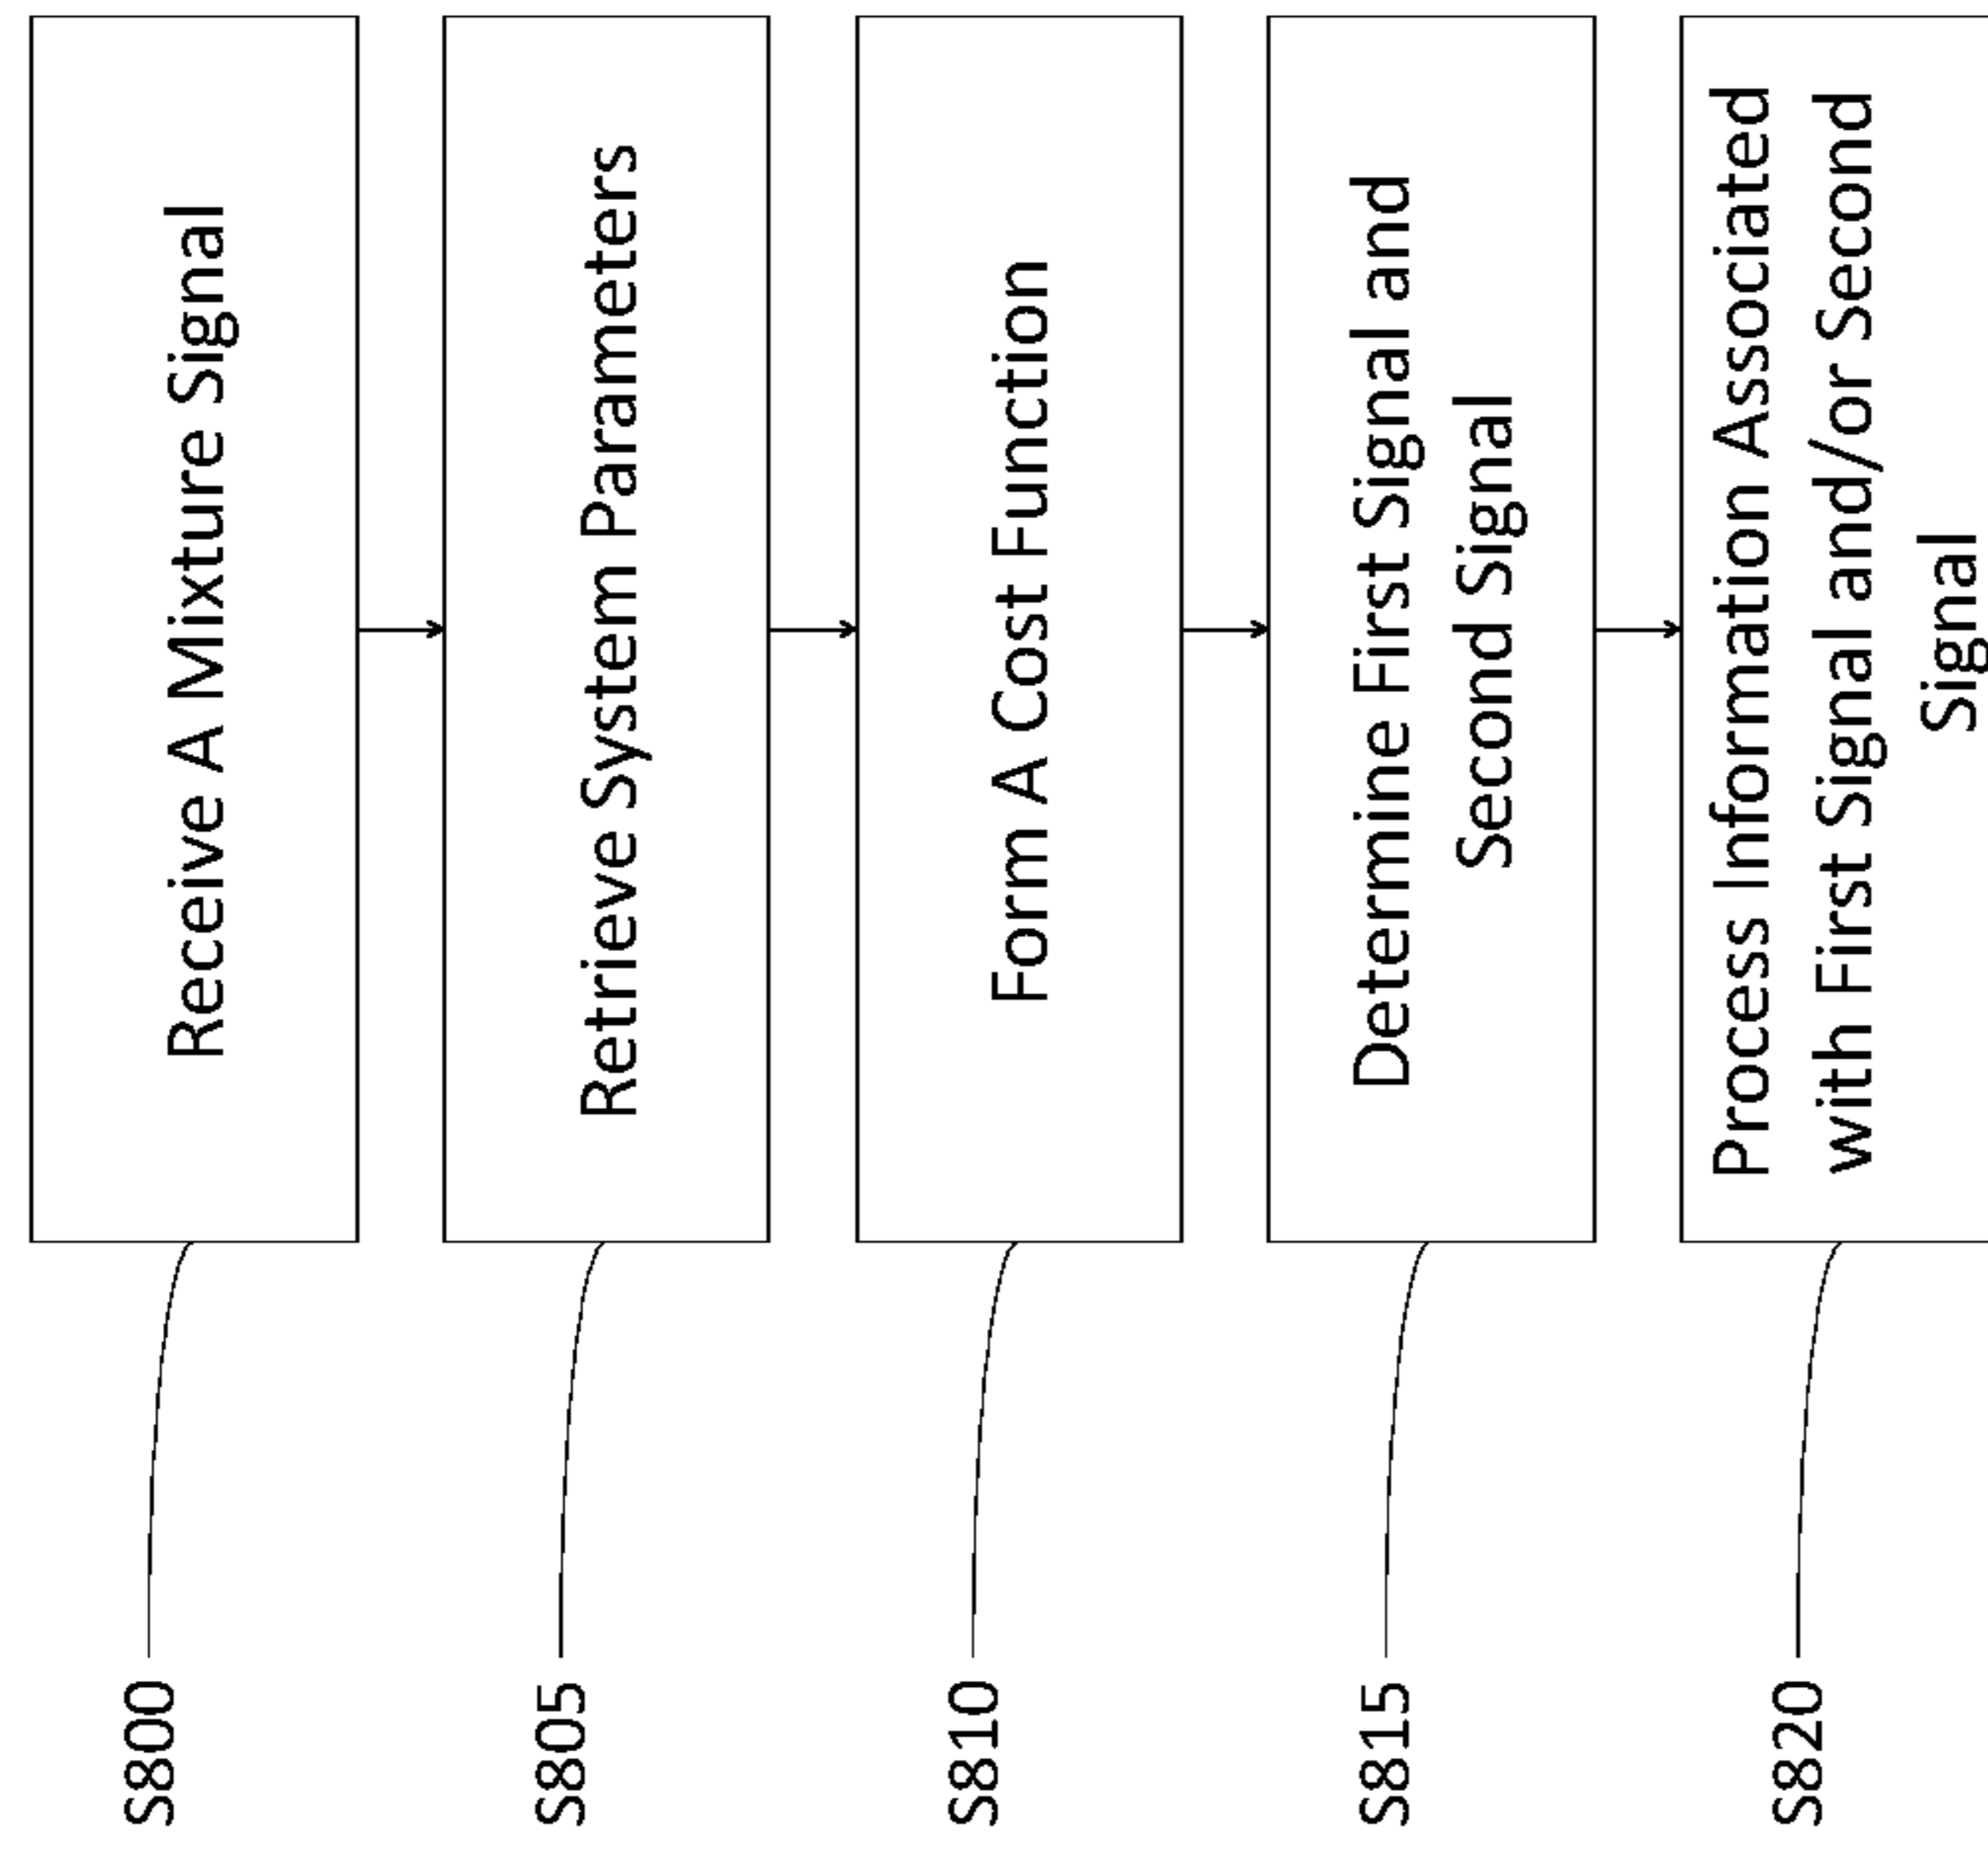 S800
Receive A Mixture Signal
S805
Retrieve System Parameters
S810
Form A Cost Function
S815
Determine First Signal and
Second Signal
S820
Process Information Associated
with First Signal and/or Second
Signal